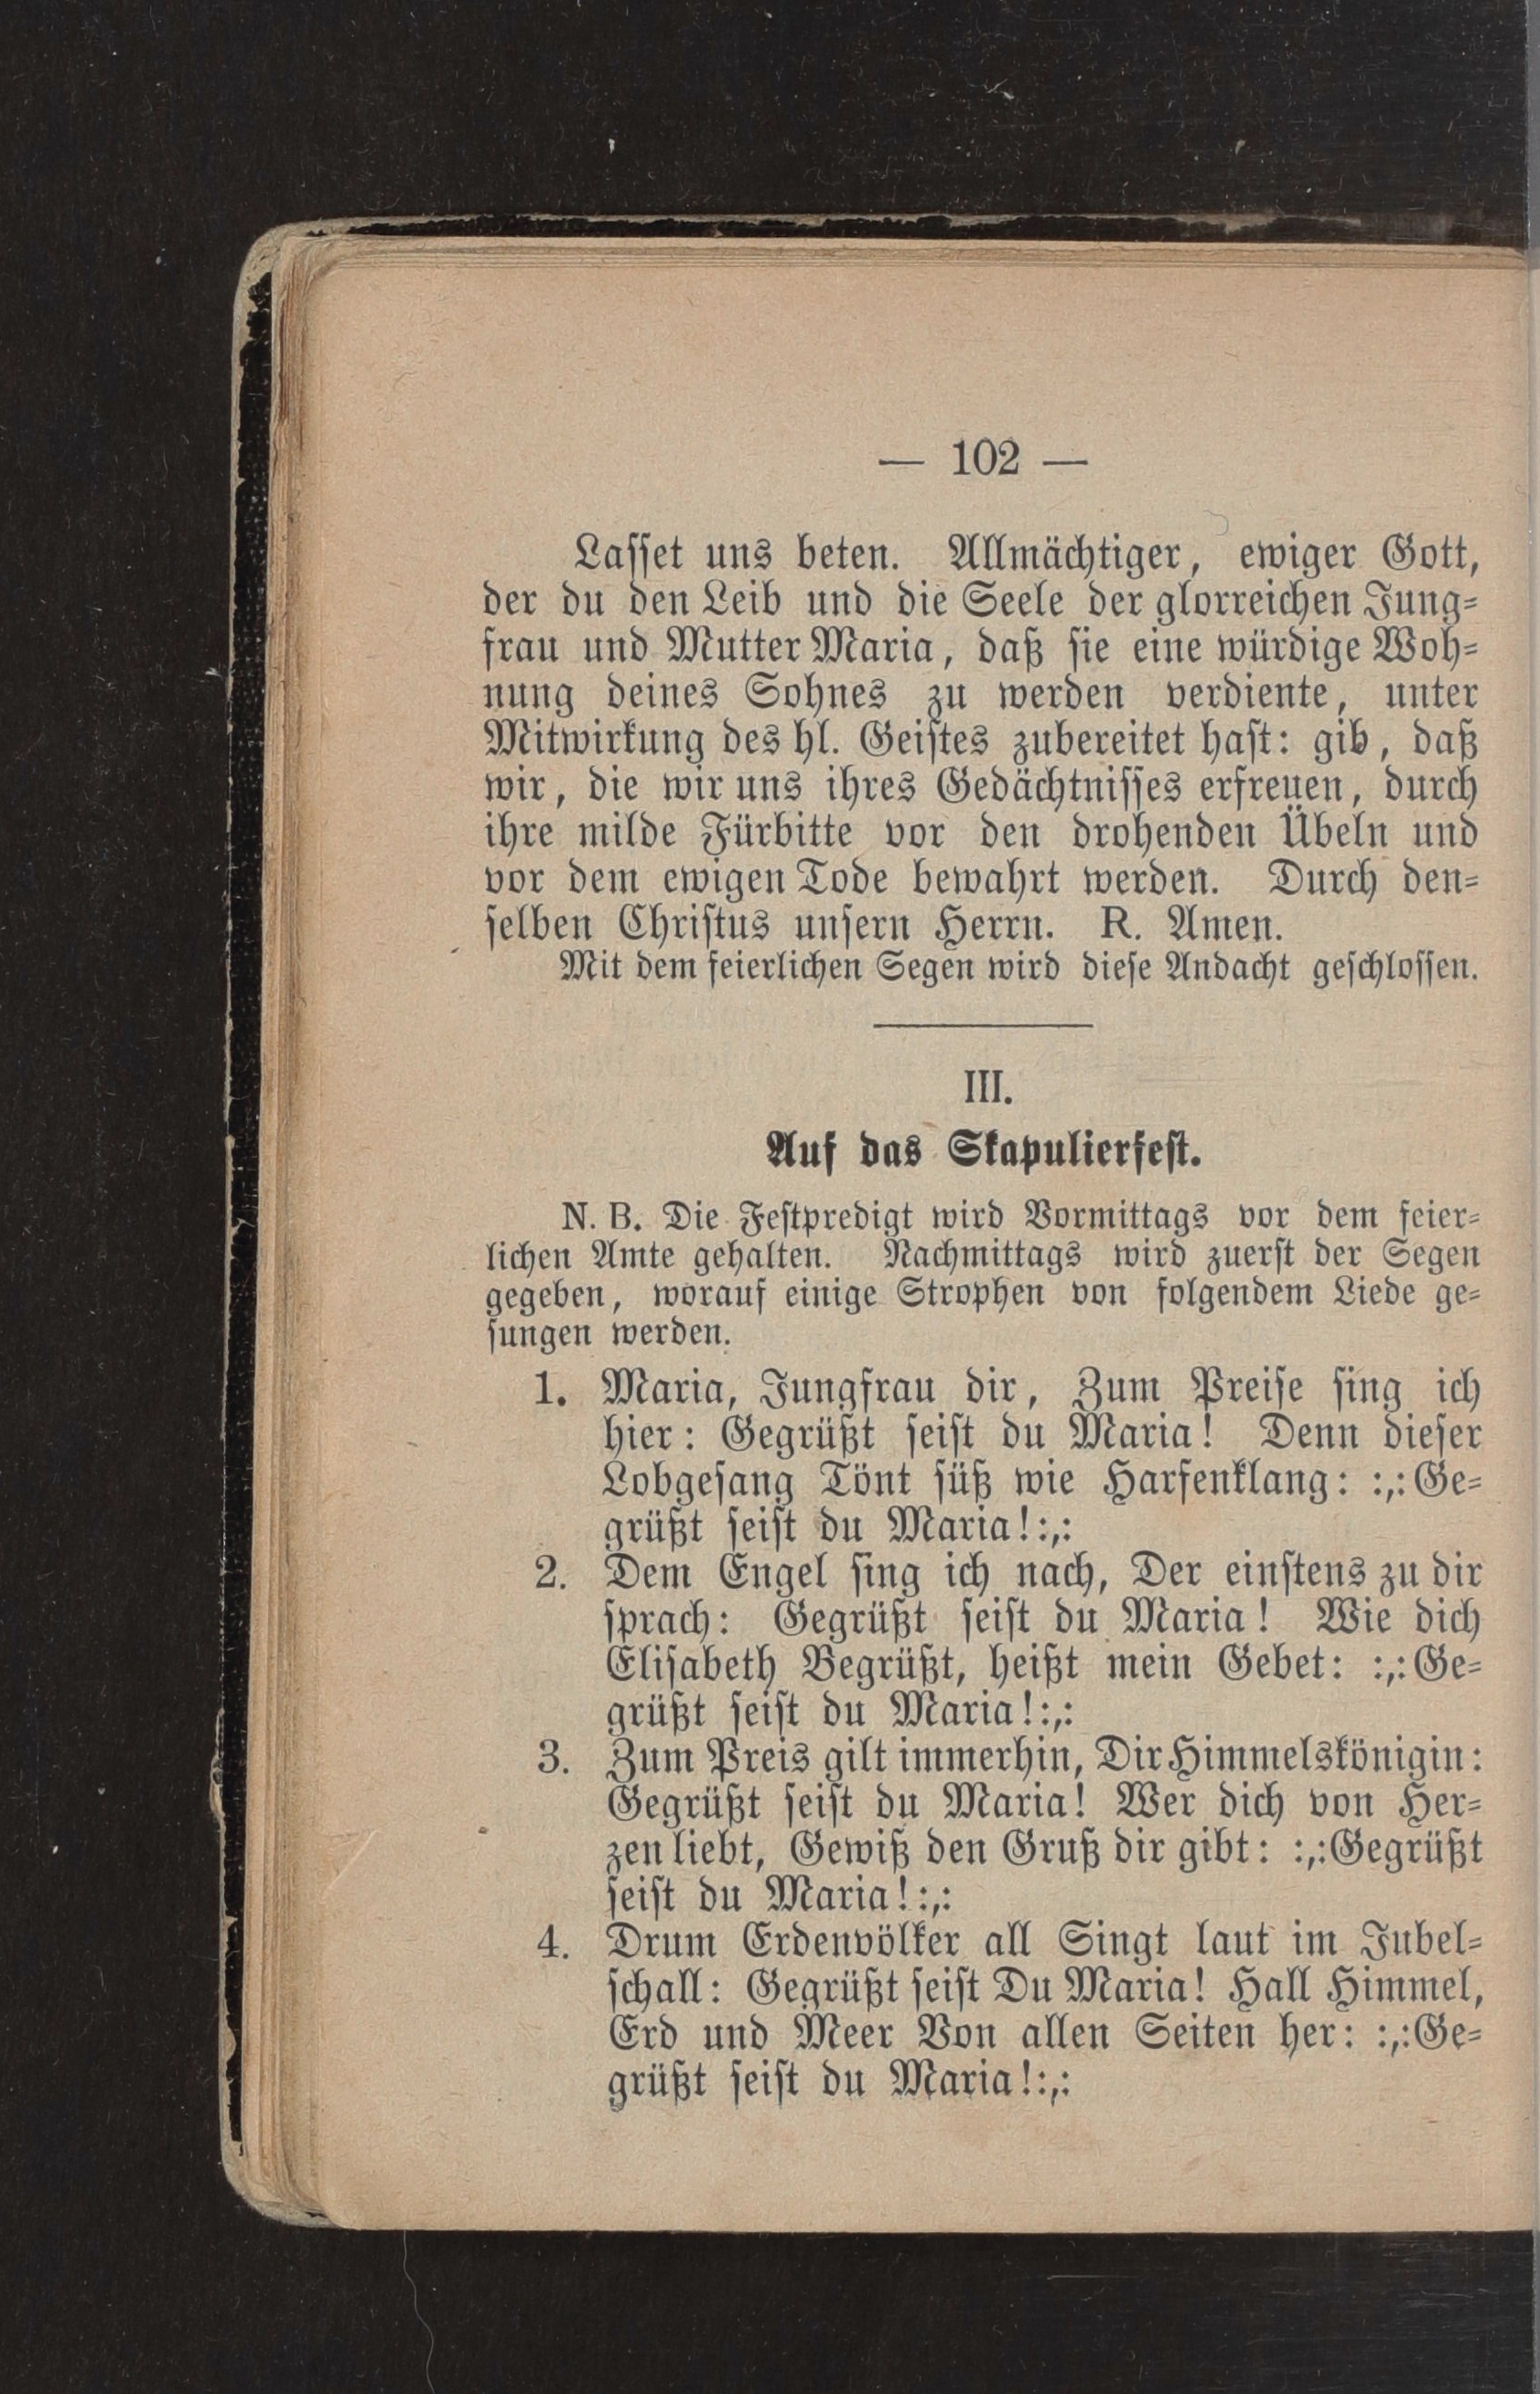 — 102 —
Lasset uns beten. Allmächtiger, ewiger Gott,
der du den Leib und die Seele der glorreichen Jung-
frau und Mutter Maria, daß sie eine würdige Woh-
nung deines Sohnes zu werden verdiente, unter
Mitwirkung des hl. Geistes zubereitet hast: gib, daß
wir, die wir uns ihres Gedächtnisses erfreuen, durch
ihre milde Fürbitte vor den drohenden Übeln und
vor dem ewigen Tode bewahrt werden. Durch den-
selben Christus unsern Herrn. R. Amen.
Mit dem feierlichen Segen wird diese Andacht geschlossen.
III.
Auf das Skapulierfest.
N. B. Die Festpredigt wird Vormittags vor dem feier-
lichen Amte gehalten. Nachmittags wird zuerst der Segen
gegeben, worauf einige Strophen von folgendem Liede ge-
sungen werden.
1. Maria, Jungfrau dir, Zum Preise sing ich
hier: Gegrüßt seist du Maria! Denn dieser
Lobgesang Tönt süß wie Harfenklang: :,: Ge-
grüßt seist du Maria!:,:
2. Dem Engel sing ich nach, Der einstens zu dir
sprach: Gegrüßt seist du Maria! Wie dich
Elisabeth Begrüßt, heißt mein Gebet: :,: Ge-
grüßt seist du Maria!:,:
3. Zum Preis gilt immerhin, Dir Himmelskönigin:
Gegrüßt seist du Maria! Wer dich von Her-
zen liebt, Gewiß den Gruß dir gibt: :,:Gegrüßt
seist du Maria!:,:
4. Drum Erdenvölker all Singt laut im Jubel-
schall: Gegrüßt seist Du Maria! Hall Himmel,
Erd und Meer Von allen Seiten her: :,:Ge-
grüßt seist du Maria!:,: